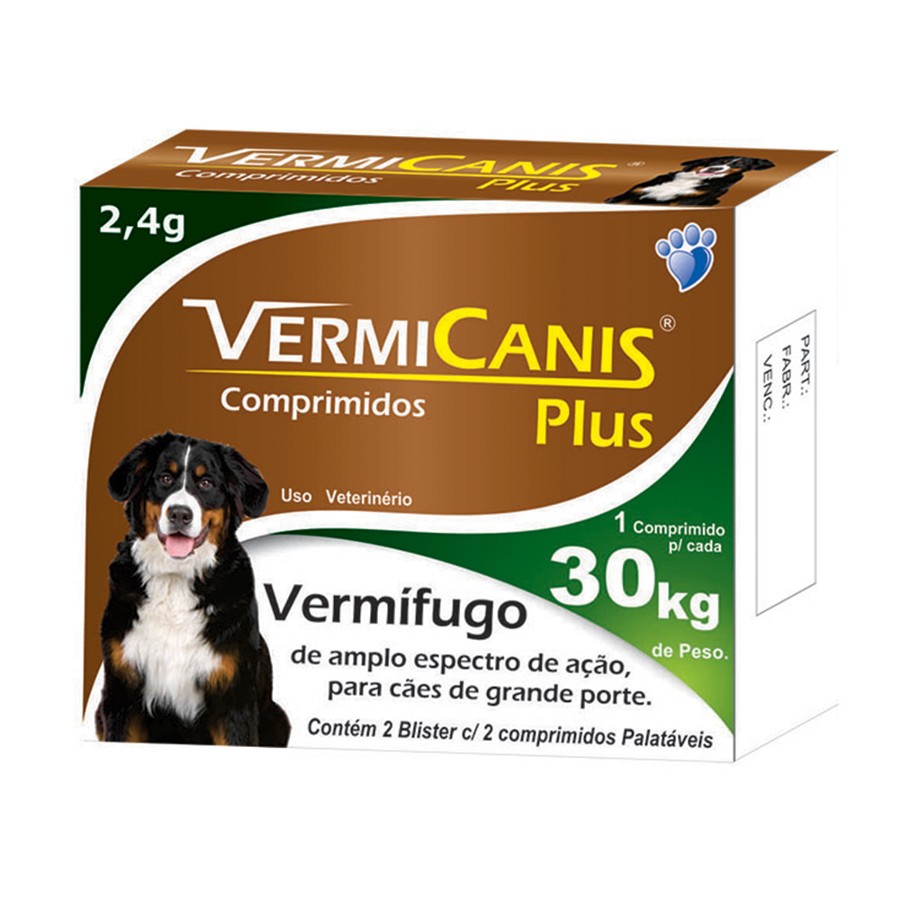 VERMICANIS ®
Comprimidos Plus
2,4g
VERMICANIS ®
Comprimidos Plus
Uso Veterinério
1 Comprimido
p/ cada
30kg
de Peso.
Vermífugo
de amplo espectro de ação,
para cães de grande porte.
Contém 2 Blister c/ 2 comprimidos Palatáveis
PART.:
FABR.:
VENC.: